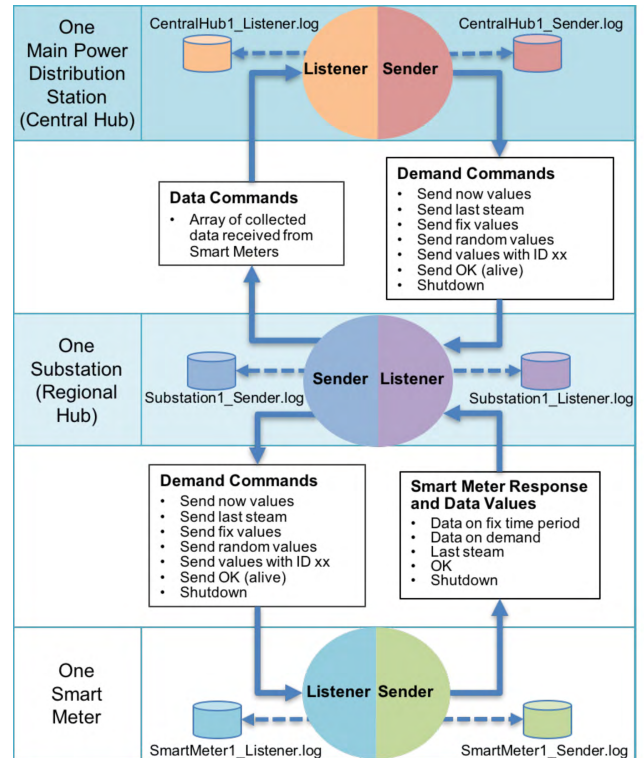 One
Main Power
Distribution
Station
(Central Hub)
CentralHub1_Listener.log
CentralHub1_Sender.log
Listener
Sender
Data Commands
• Array of collected
data received from
Smart Meters
Demand Commands
• Send now values
• Send last steam
• Send fix values
• Send random values
• Send values with ID xx
• Send OK (alive)
• Shutdown
One
Substation
(Regional
Hub)
Sender
Listener
Substation1_Sender.log
Substation1_Listener.log
Demand Commands
• Send now values
• Send last steam
• Send fix values
• Send random values
• Send values with ID xx
• Send OK (alive)
• Shutdown
Smart Meter Response
and Data Values
• Data on fix time period
• Data on demand
• Last steam
• OK
• Shutdown
One
Smart
Meter
Listener
Sender
SmartMeter1_Listener.log
SmartMeter1_Sender.log